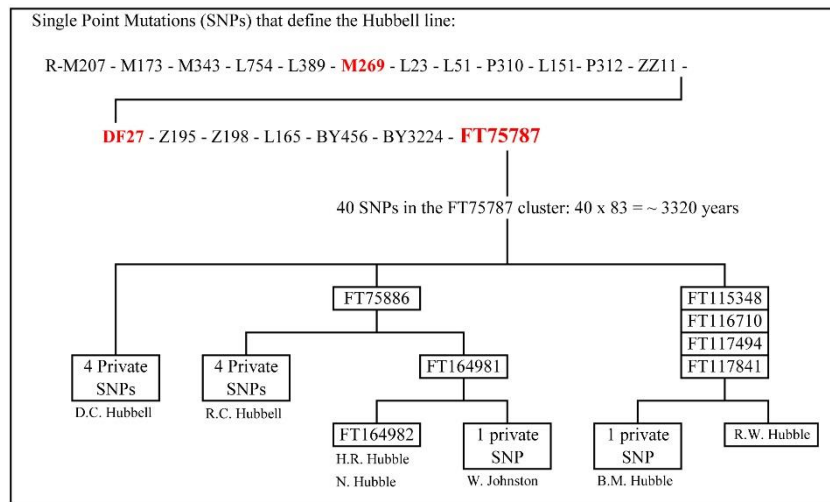 Single Point Mutations (SNPs) that define the Hubbell line:
R-M207 - M173 - M343 - L754 - L389 - M269 - L23 - L51 - P310 - L151- P312 - ZZ11 -
DF27 - Z195 - Z198 - L165 - BY456 - BY3224 - FT75787
40 SNPs in the FT75787 cluster: 40 x 83 = ~ 3320 years
FT75886
FT115348
FT116710
FT117494
FT117841
4 Private
SNPs
D.C. Hubbell
4 Private
SNPs
R.C. Hubbell
FT164981
FT164982
H.R. Hubble
N. Hubble
1 private
SNP
W. Johnston
1 private
SNP
B.M. Hubble
R.W. Hubble